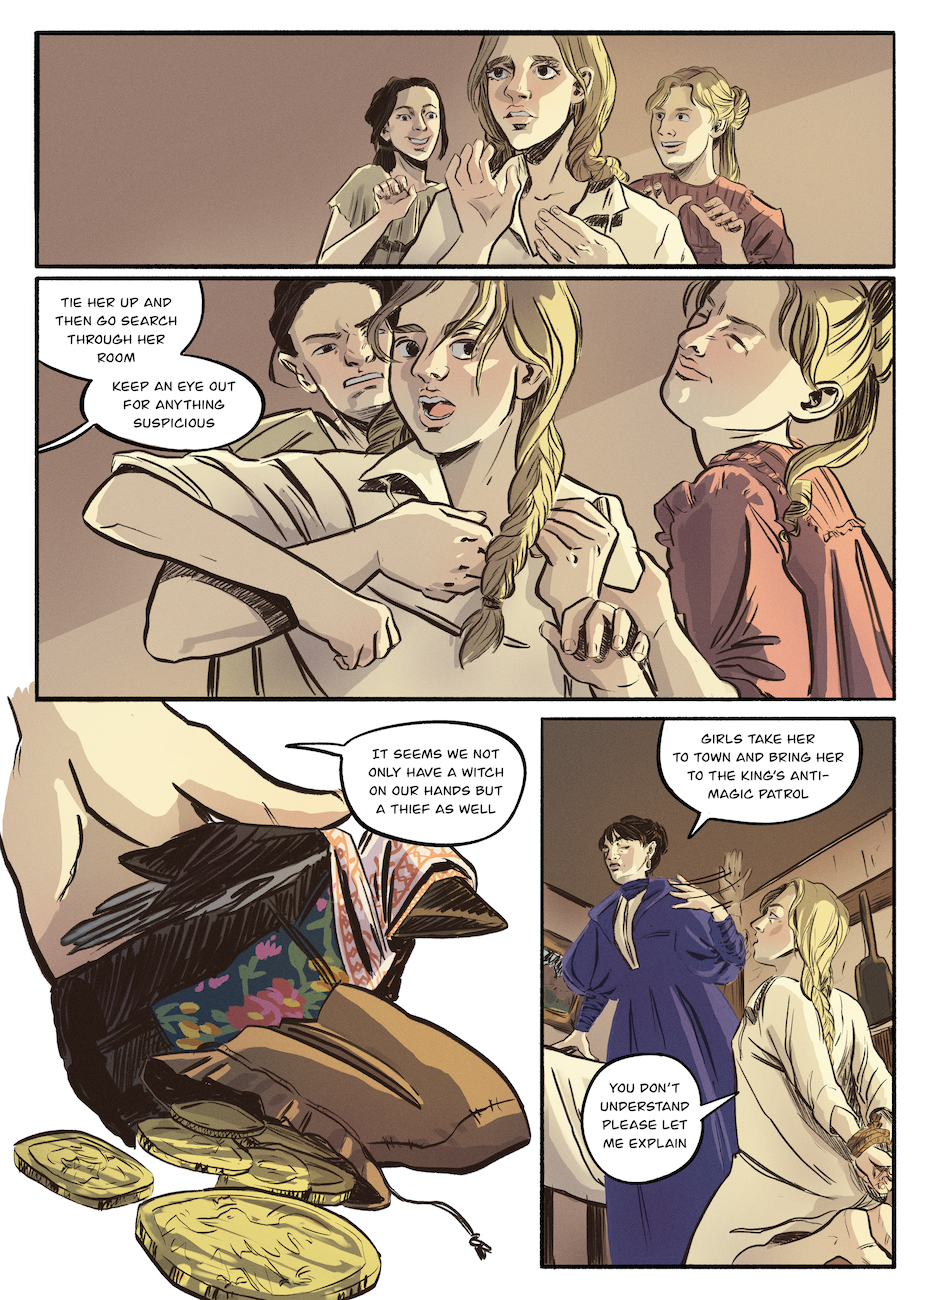 TIE HER UP AND
THEN GO SEARCH
THROUGH HER
ROOM
KEEP AN EYE OUT
FOR ANYTHING
SUSPICIOUS
IT SEEMS WE NOT
ONLY HAVE A WITCH
ON OUR HANDS BUT
A THIEF AS WELL
GIRLS TAKE HER
TO TOWN AND BRING HER
TO THE KING'S ANTI-
MAGIC PATROL
YOU DON'T
UNDERSTAND
PLEASE LET
ME EXPLAIN